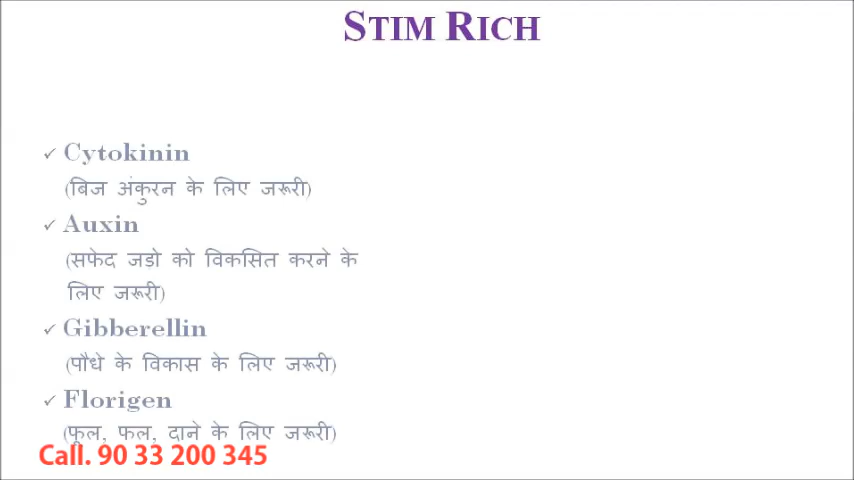 STIM RICH
✓ Cytokinin
(बिज अंकुरन के लिए जरूरी)
✓ Auxin
(सफेद जडो को विकसित करने के
लिए जरूरी)
✓ Gibberellin
(पौधे के विकास के लिए जरूरी)
✓ Florigen
(फूल, फल, दाने के लिए जरूरी)
Call. 90 33 200 345